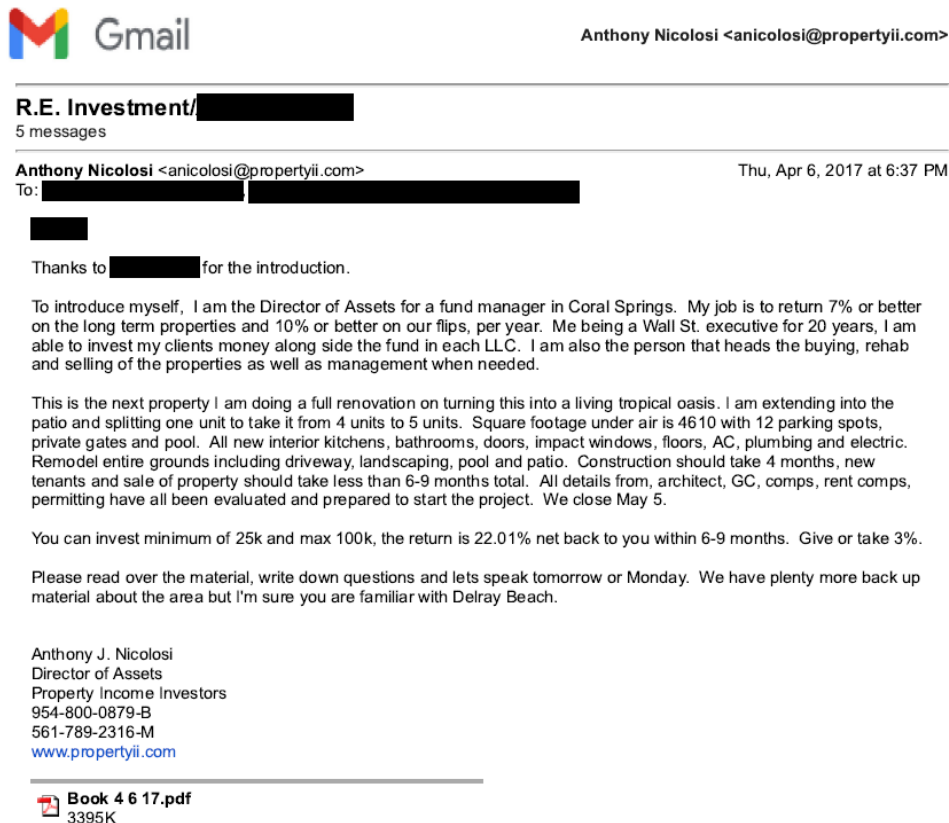 Gmail
Anthony Nicolosi <anicolosi@propertyii.com>
R.E. Investment/
5 messages
Anthony Nicolosi <anicolosi@propertyii.com>
Thu, Apr 6, 2017 at 6:37 PM
To:
Thanks to for the introduction.
To introduce myself, I am the Director of Assets for a fund manager in Coral Springs. My job is to return 7% or better
on the long term properties and 10% or better on our flips, per year. Me being a Wall St. executive for 20 years, I am
able to invest my clients money along side the fund in each LLC. I am also the person that heads the buying, rehab
and selling of the properties as well as management when needed.
This is the next property I am doing a full renovation on turning this into a living tropical oasis. I am extending into the
patio and splitting one unit to take it from 4 units to 5 units. Square footage under air is 4610 with 12 parking spots,
private gates and pool. All new interior kitchens, bathrooms, doors, impact windows, floors, AC, plumbing and electric.
Remodel entire grounds including driveway, landscaping, pool and patio. Construction should take 4 months, new
tenants and sale of property should take less than 6-9 months total. All details from, architect, GC, comps, rent comps,
permitting have all been evaluated and prepared to start the project. We close May 5.
You can invest minimum of 25k and max 100k, the return is 22.01% net back to you within 6-9 months. Give or take 3%.
Please read over the material, write down questions and lets speak tomorrow or Monday. We have plenty more back up
material about the area but I'm sure you are familiar with Delray Beach.
Anthony J. Nicolosi
Director of Assets
Property Income Investors
954-800-0879-B
561-789-2316-M
www.propertyii.com
Book 4 6 17.pdf
3395K